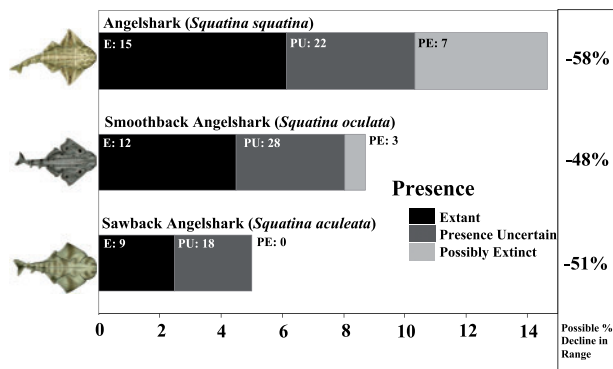 Angelshark (Squatina squatina)
E: 15 PU: 22 PE: 7
-58%
Smoothback Angelshark (Squatina oculata)
E: 12 PU: 28 PE: 3
-48%
Presence
Extant
Presence Uncertain
Possibly Extinct
Sawback Angelshark (Squatina aculeata)
E: 9 PU: 18 PE: 0
-51%
0 2 4 6 8 10 12 14
Possible %
Decline in
Range